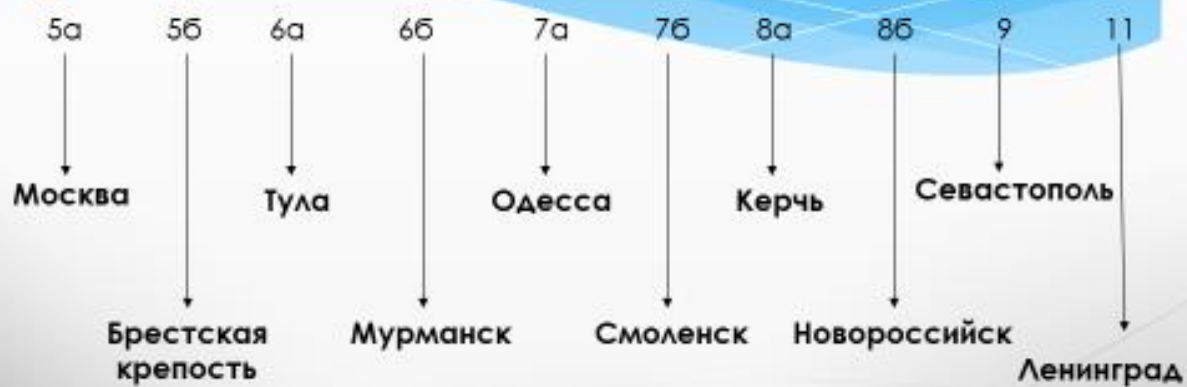 5а 5б 6а 6б 7а 7б 8а 8б 9 11
Москва Тула Одесса Керчь Севастополь
Брестская крепость
Мурманск Смоленск Новороссийск
Ленинград